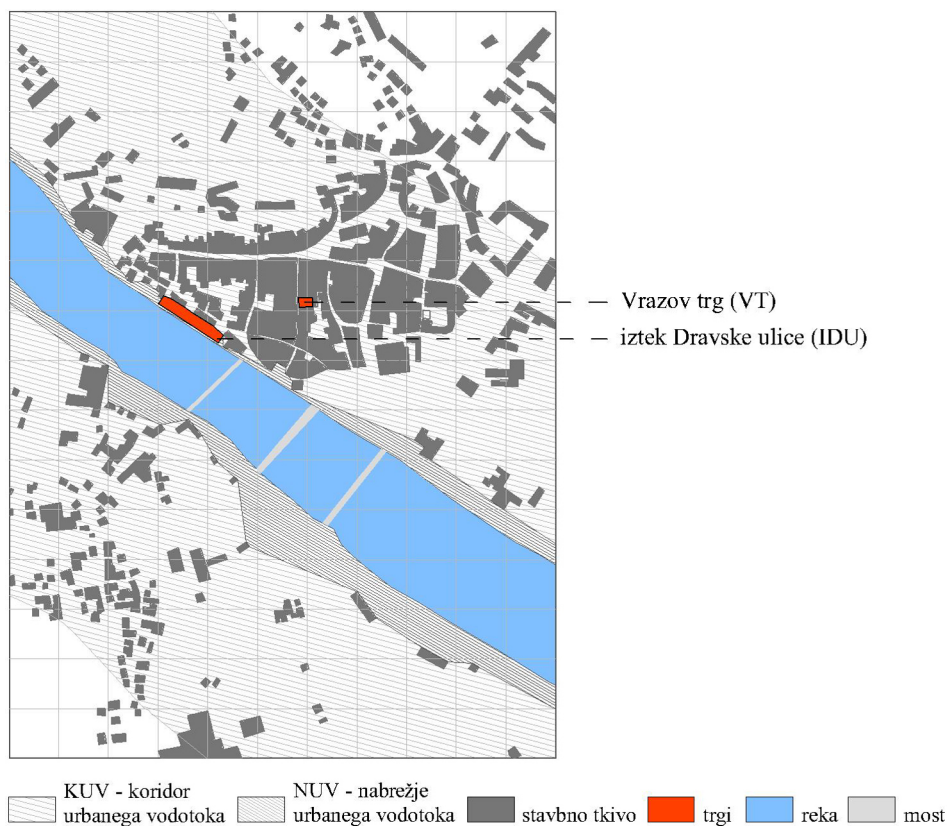 Vrazov trg (VT)
iztek Dravske ulice (IDU)
KUV - koridor
urbanega vodotoka
NUV - nabrežje
urbanega vodotoka
stavbno tkivo
trgi
reka
most